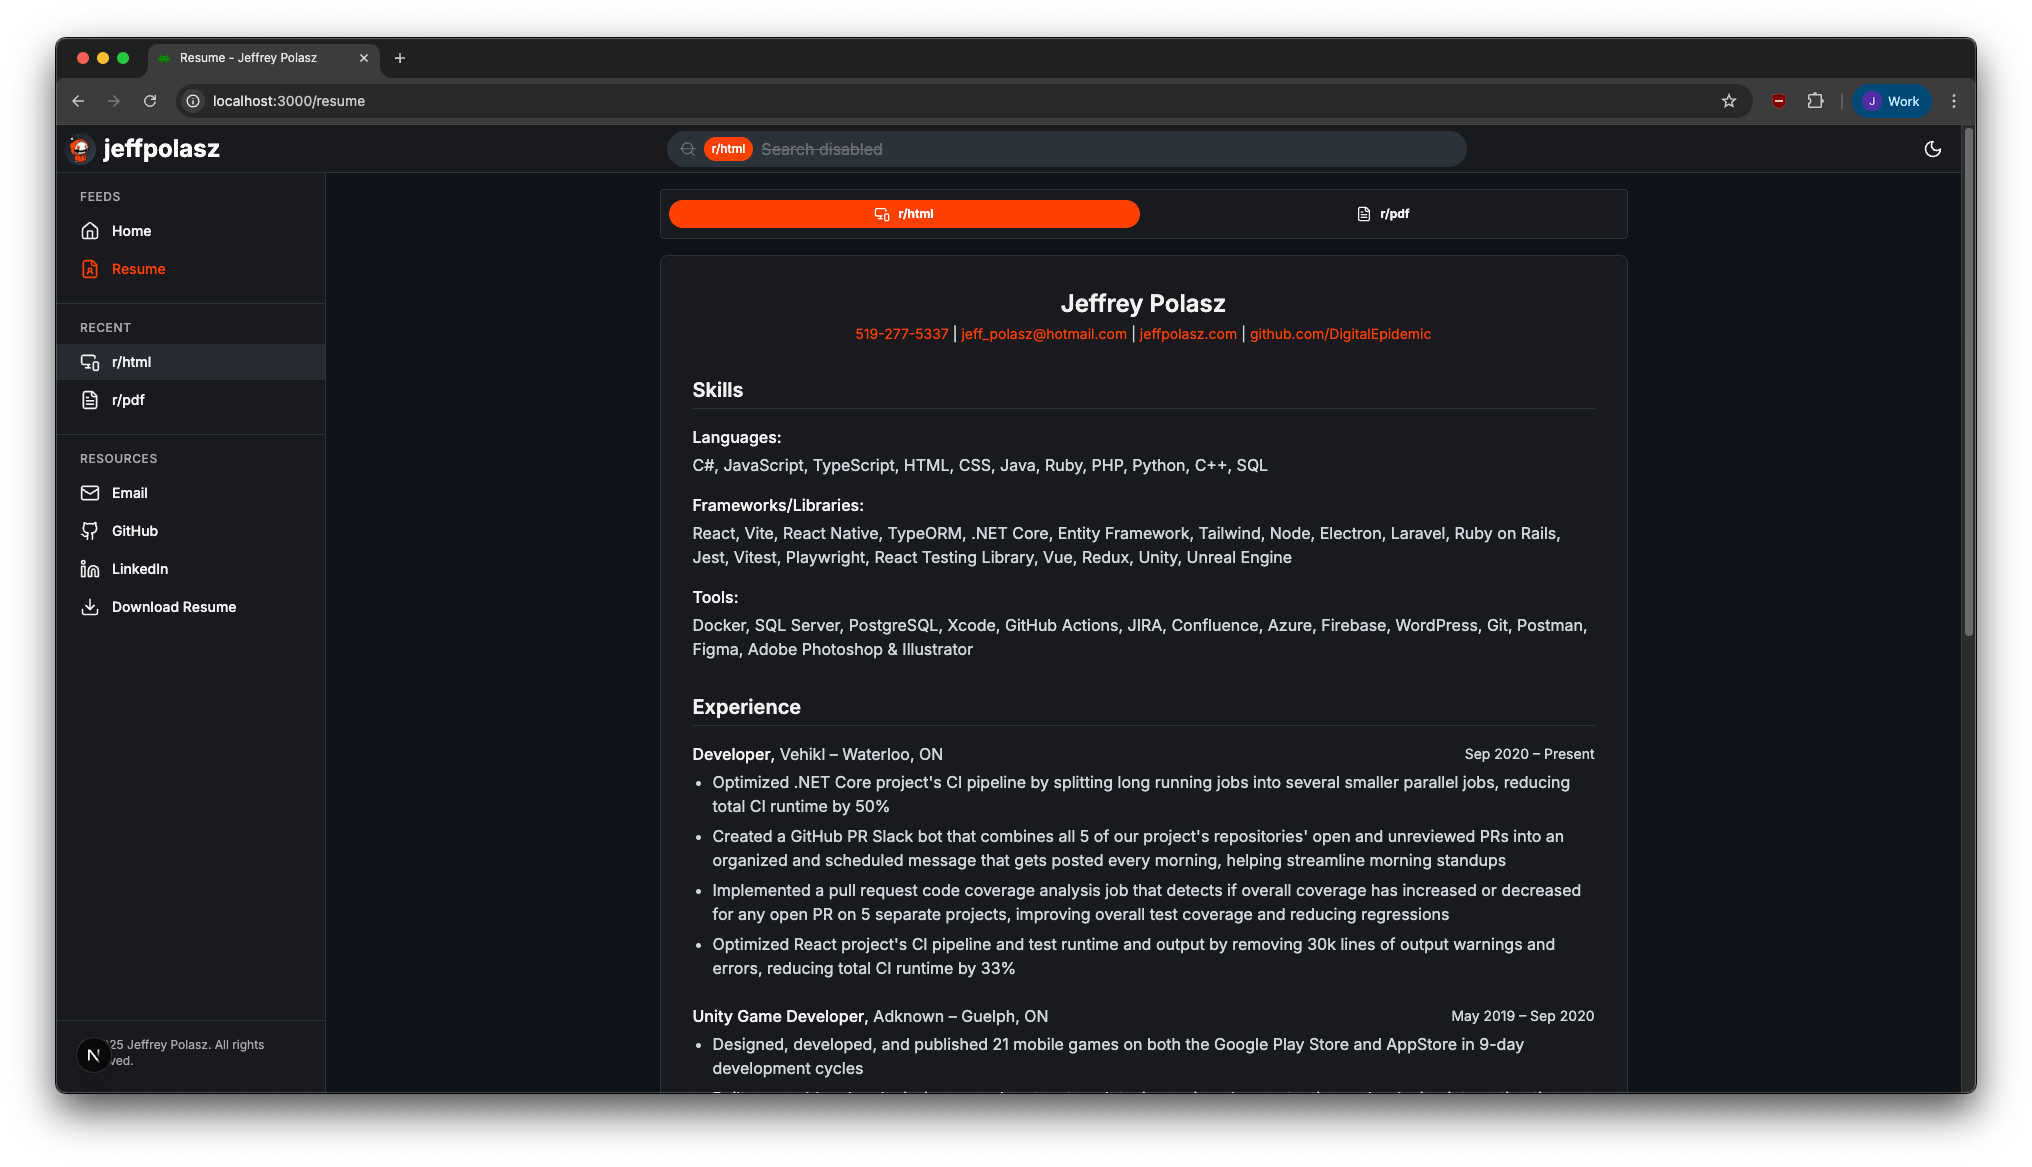 Resume - Jeffrey Polasz
localhost:3000/resume
J Work
jeffpolasz
r/html Search disabled
FEEDS
Home
Resume
RECENT
r/html
r/pdf
RESOURCES
Email
GitHub
LinkedIn
Download Resume
N
25 Jeffrey Polasz. All rights
ved.
r/html
r/pdf
Jeffrey Polasz
519-277-5337 | jeff_polasz@hotmail.com | jeffpolasz.com | github.com/DigitalEpidemic
Skills
Languages:
C#, JavaScript, TypeScript, HTML, CSS, Java, Ruby, PHP, Python, C++, SQL
Frameworks/Libraries:
React, Vite, React Native, TypeORM, .NET Core, Entity Framework, Tailwind, Node, Electron, Laravel, Ruby on Rails,
Jest, Vitest, Playwright, React Testing Library, Vue, Redux, Unity, Unreal Engine
Tools:
Docker, SQL Server, PostgreSQL, Xcode, GitHub Actions, JIRA, Confluence, Azure, Firebase, WordPress, Git, Postman,
Figma, Adobe Photoshop & Illustrator
Experience
Developer, Vehikl – Waterloo, ON Sep 2020 – Present
• Optimized .NET Core project's CI pipeline by splitting long running jobs into several smaller parallel jobs, reducing
total CI runtime by 50%
• Created a GitHub PR Slack bot that combines all 5 of our project's repositories' open and unreviewed PRs into an
organized and scheduled message that gets posted every morning, helping streamline morning standups
• Implemented a pull request code coverage analysis job that detects if overall coverage has increased or decreased
for any open PR on 5 separate projects, improving overall test coverage and reducing regressions
• Optimized React project's CI pipeline and test runtime and output by removing 30k lines of output warnings and
errors, reducing total CI runtime by 33%
Unity Game Developer, Adknown – Guelph, ON May 2019 – Sep 2020
• Designed, developed, and published 21 mobile games on both the Google Play Store and AppStore in 9-day
development cycles